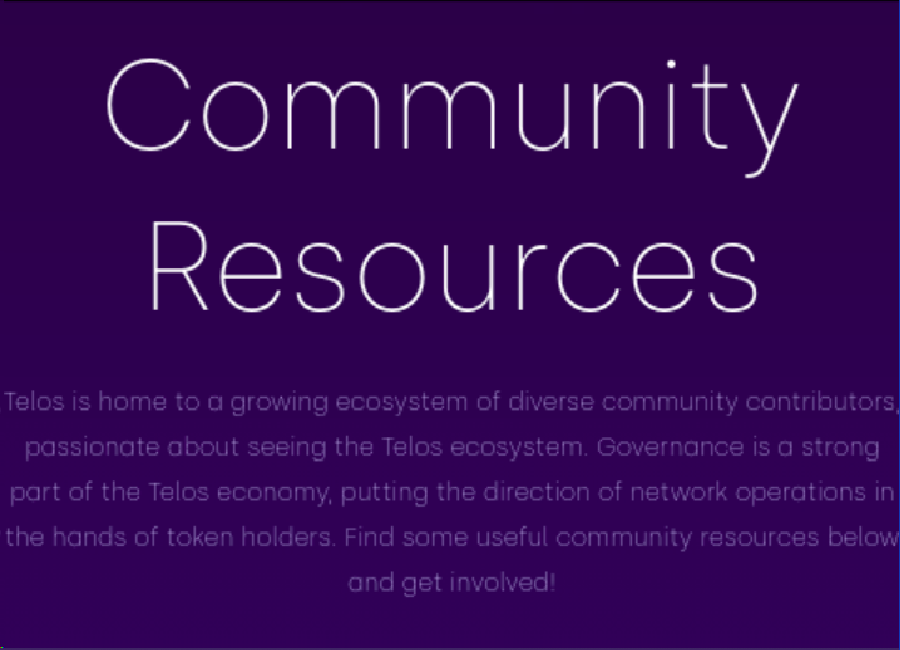 Community
Resources
Telos is home to a growing ecosystem of diverse community contributors,
passionate about seeing the Telos ecosystem. Governance is a strong
part of the Telos economy, putting the direction of network operations in
the hands of token holders. Find some useful community resources below
and get involved!